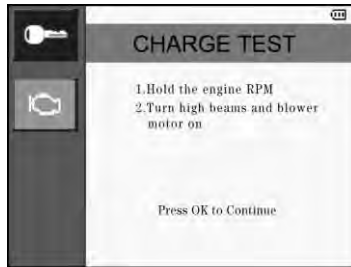 CHARGE TEST
1.Hold the engine RPM
2.Turn high beams and blower
motor on
Press OK to Continue